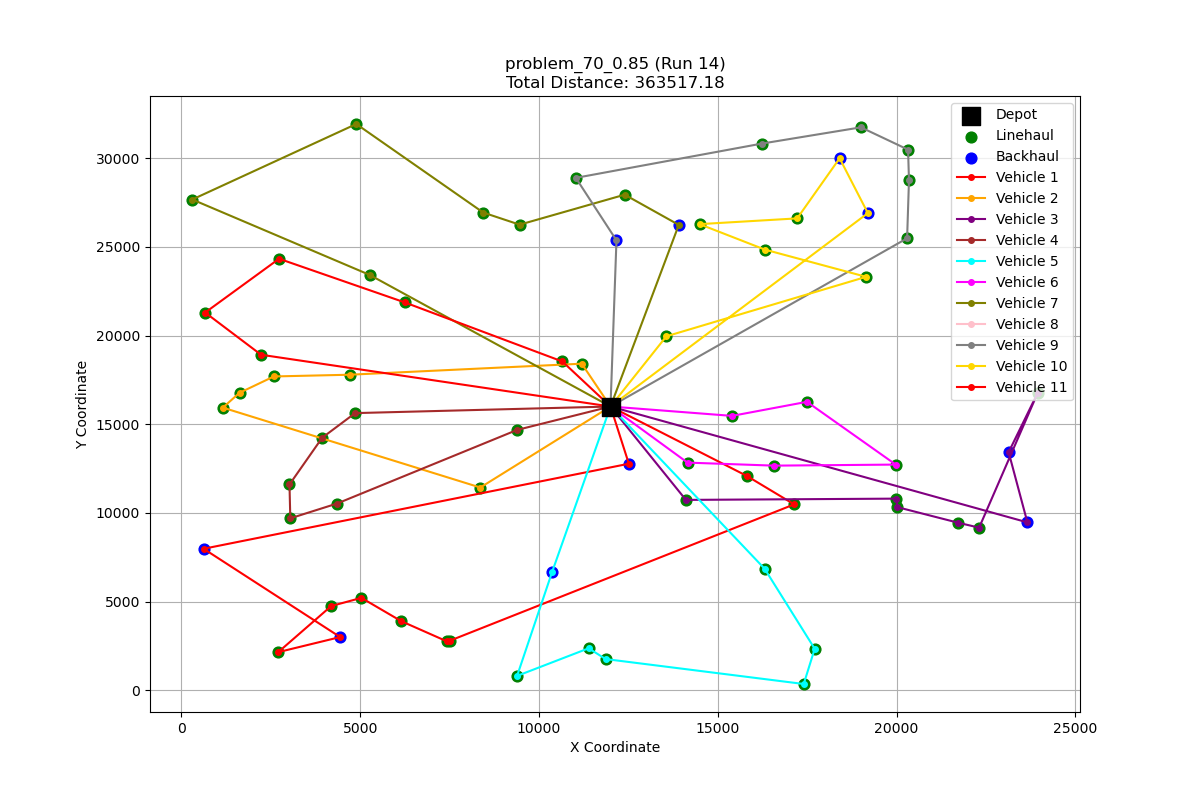 problem_70_0.85 (Run 14)
Total Distance: 363517.18
Depot
Linehaul
Backhaul
Vehicle 1
Vehicle 2
Vehicle 3
Vehicle 4
Vehicle 5
Vehicle 6
Vehicle 7
Vehicle 8
Vehicle 9
Vehicle 10
Vehicle 11
30000
25000
20000
15000
10000
5000
0
Y Coordinate
0 5000 10000 15000 20000 25000
X Coordinate